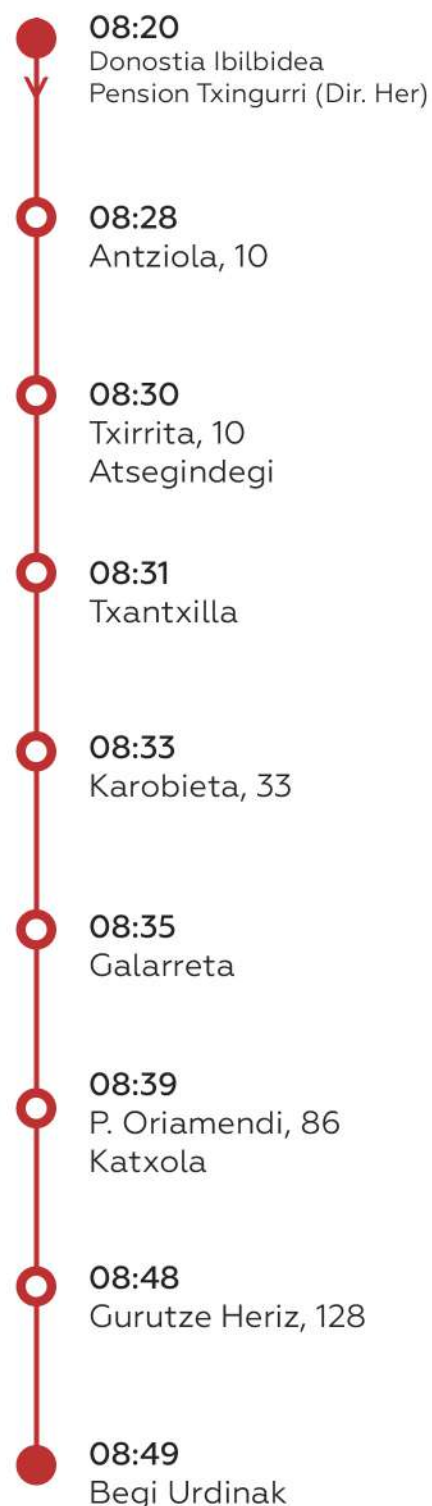 08:20
Donostia Ibilbidea
Pension Txingurri (Dir. Her)
08:28
Antziola, 10
08:30
Txirrita, 10
Atsegindegi
08:31
Txantxilla
08:33
Karobieta, 33
08:35
Galarreta
08:39
P. Oriamendi, 86
Katxola
08:48
Gurutze Heriz, 128
08:49
Begi Urdinak